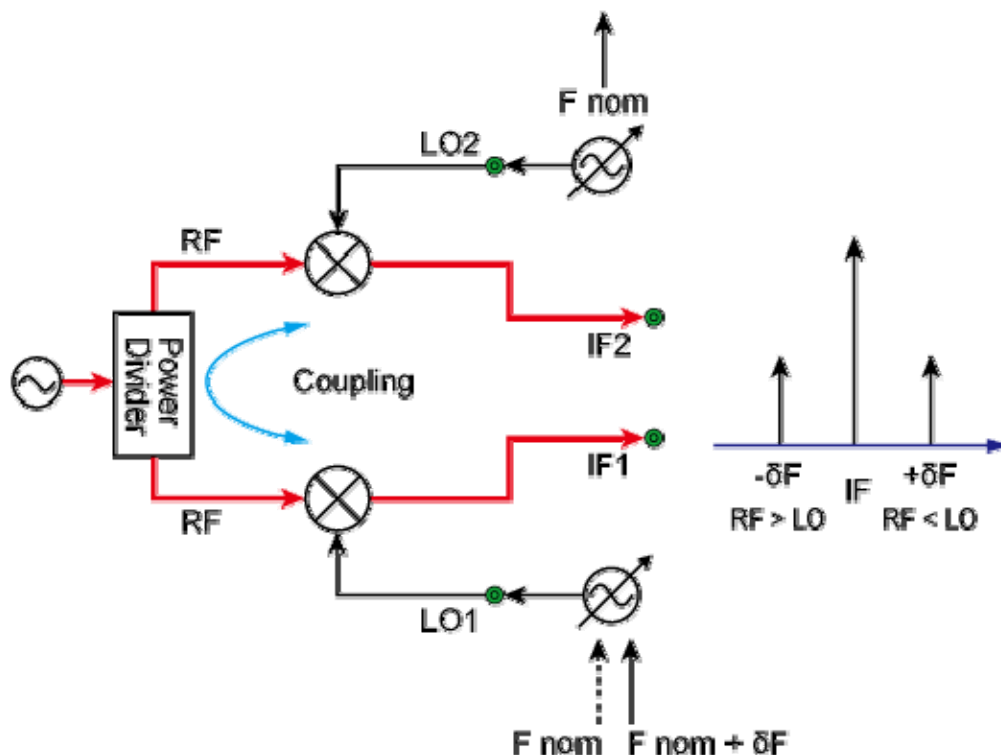 F nom
LO2
RF
Power
Divider
Coupling
IF2
IF1
-δF
IF
+δF
RF > LO
RF < LO
RF
LO1
F nom
F nom + δF